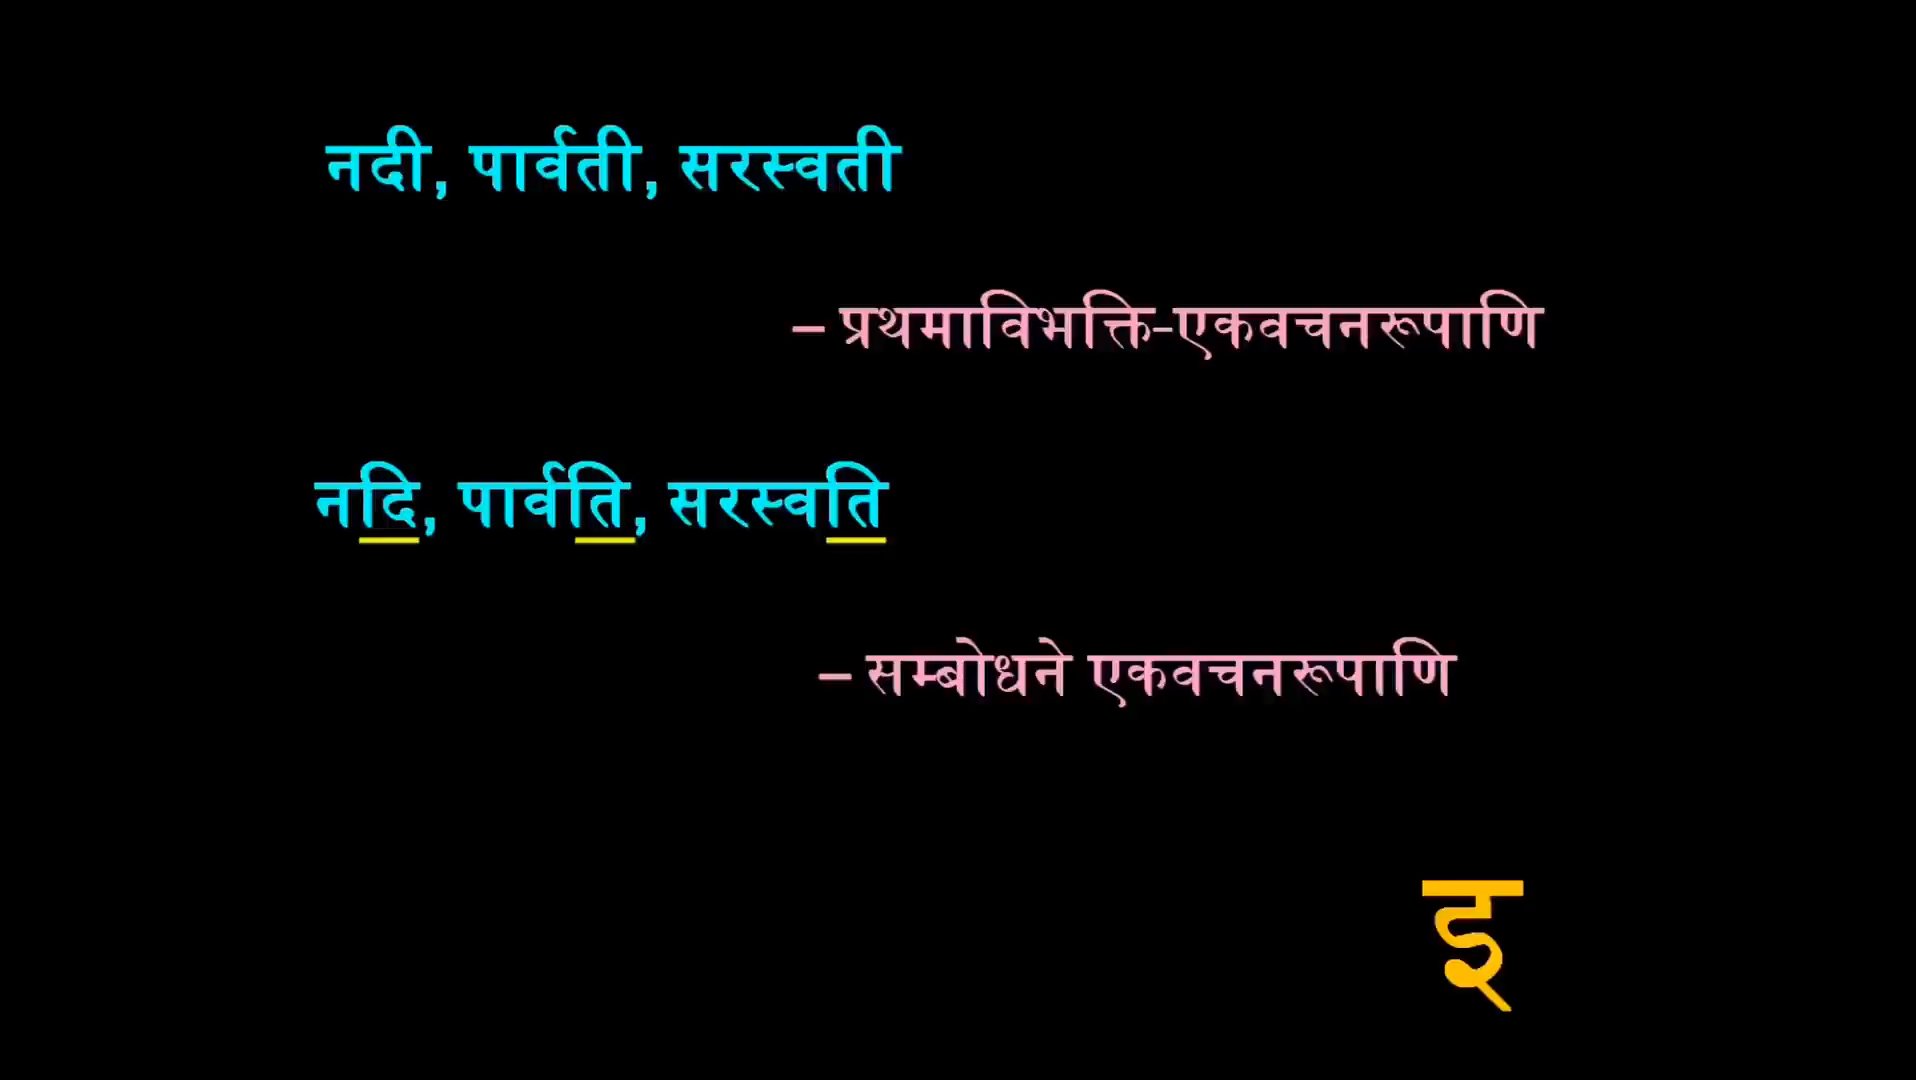 नदी, पार्वती, सरस्वती
– प्रथमाविभक्ति-एकवचनरूपाणि
नदि, पार्वति, सरस्वति
– सम्बोधने एकवचनरूपाणि
इ